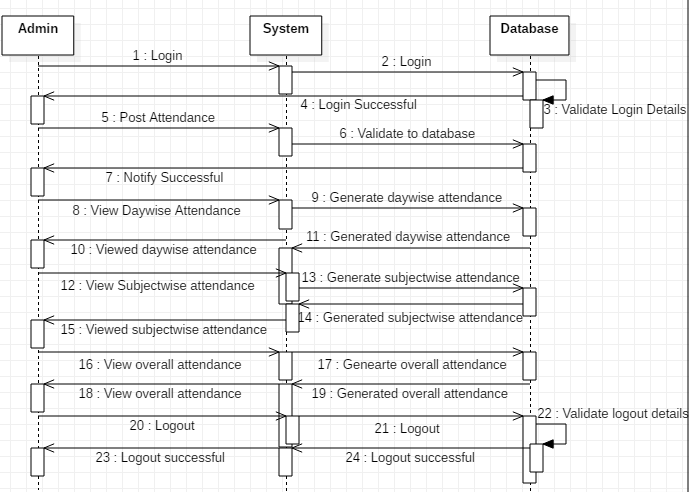 Admin
System
Database
1 : Login
2 : Login
4 : Login Successful
3 : Validate Login Details
5 : Post Attendance
6 : Validate to database
7 : Notify Successful
8 : View Daywise Attendance
9 : Generate daywise attendance
10 : Viewed daywise attendance
11 : Generated daywise attendance
12 : View Subjectwise attendance
13 : Generate subjectwise attendance
14 : Generated subjectwise attendance
15 : Viewed subjectwise attendance
16 : View overall attendance
17 : Genearte overall attendance
18 : View overall attendance
19 : Generated overall attendance
20 : Logout
21 : Logout
22 : Validate logout details
23 : Logout successful
24 : Logout successful